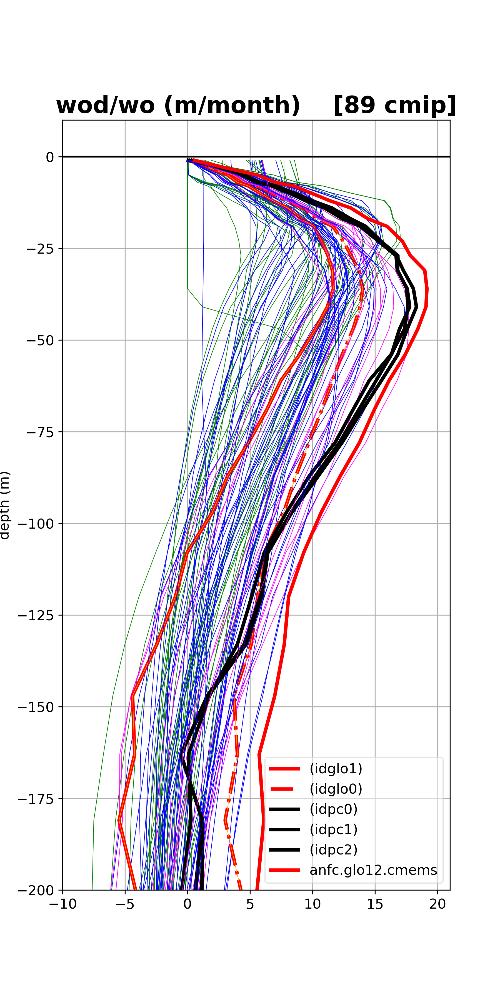 wod/wo (m/month) [89 cmip]
0
−25
−50
−75
−100
−125
−150
−175
−200
depth (m)
−10 −5 0 5 10 15 20
(idglo1)
(idglo0)
(idpc0)
(idpc1)
(idpc2)
anfc.glo12.cmems